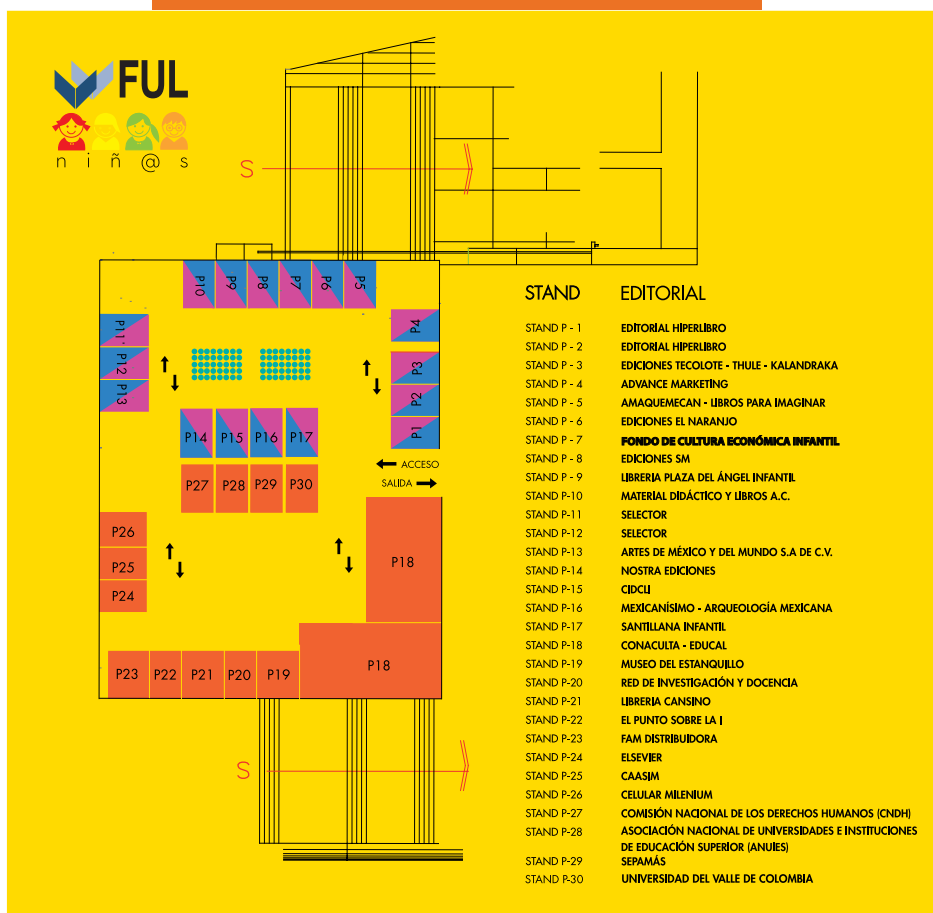 FUL
niñ@s
S
P10 P9 P8 P7 P6 P5
P4
P11
P3
P12
P13
P2
P1
P14 P15 P16 P17
ACCESO
SALIDA
P27 P28 P29 P30
P26
P18
P25
P24
P18
P23 P22 P21 P20 P19
S
STAND EDITORIAL
STAND P - 1 EDITORIAL HIPERLIBRO
STAND P - 2 EDITORIAL HIPERLIBRO
STAND P - 3 EDICIONES TECOLOTE - THULE - KALANDRAKA
STAND P - 4 ADVANCE MARKETING
STAND P - 5 AMAQUEMECAN - LIBROS PARA IMAGINAR
STAND P - 6 EDICIONES EL NARANJO
STAND P - 7 FONDO DE CULTURA ECONÓMICA INFANTIL
STAND P - 8 EDICIONES SM
STAND P - 9 LIBRERIA PLAZA DEL ÁNGEL INFANTIL
STAND P-10 MATERIAL DIDÁCTICO Y LIBROS A.C.
STAND P-11 SELECTOR
STAND P-12 SELECTOR
STAND P-13 ARTES DE MÉXICO Y DEL MUNDO S.A DE C.V.
STAND P-14 NOSTRA EDICIONES
STAND P-15 CIDCLI
STAND P-16 MEXICANÍSIMO - ARQUEOLOGÍA MEXICANA
STAND P-17 SANTILLANA INFANTIL
STAND P-18 CONACULTA - EDUCAL
STAND P-19 MUSEO DEL ESTANQUILLO
STAND P-20 RED DE INVESTIGACIÓN Y DOCENCIA
STAND P-21 LIBRERIA CANSINO
STAND P-22 EL PUNTO SOBRE LA I
STAND P-23 FAM DISTRIBUIDORA
STAND P-24 ELSEVIER
STAND P-25 CAASIM
STAND P-26 CELULAR MILENIUM
STAND P-27 COMISIÓN NACIONAL DE LOS DERECHOS HUMANOS (CNDH)
STAND P-28 ASOCIACIÓN NACIONAL DE UNIVERSIDADES E INSTITUCIONES
DE EDUCACIÓN SUPERIOR (ANUIES)
STAND P-29 SEPAMÁS
STAND P-30 UNIVERSIDAD DEL VALLE DE COLOMBIA